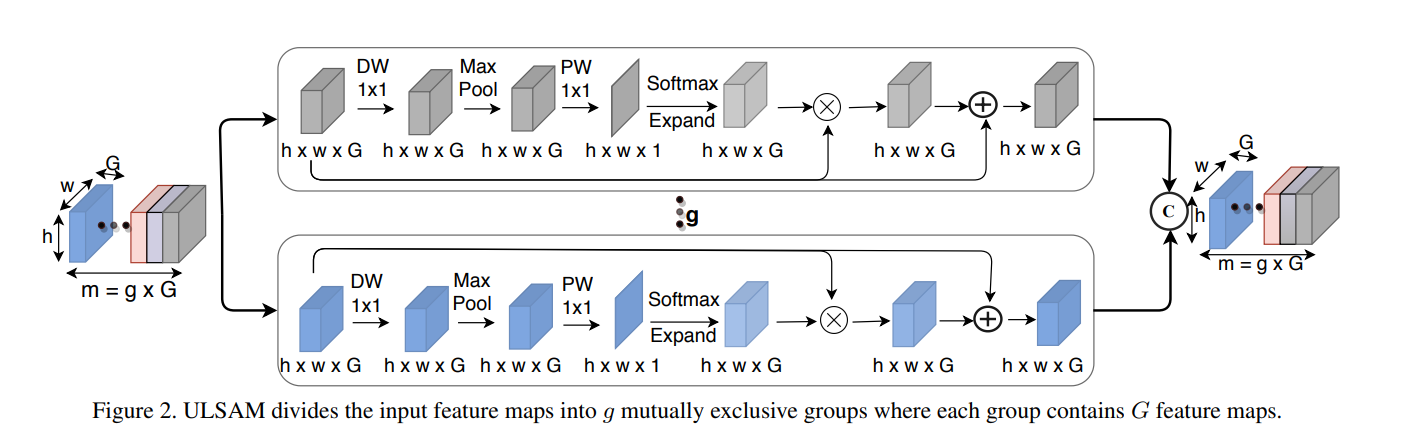 G
w
h
m = g x G
DW
1x1
Max
Pool
PW
1x1
Softmax
Expand
h x w x G
h x w x G
h x w x G
h x w x 1
h x w x G
h x w x G
h x w x G
g
DW
1x1
Max
Pool
PW
1x1
Softmax
Expand
h x w x G
h x w x G
h x w x G
h x w x 1
h x w x G
h x w x G
h x w x G
C
G
w
h
m = g x G
Figure 2. ULSAM divides the input feature maps into g mutually exclusive groups where each group contains G feature maps.